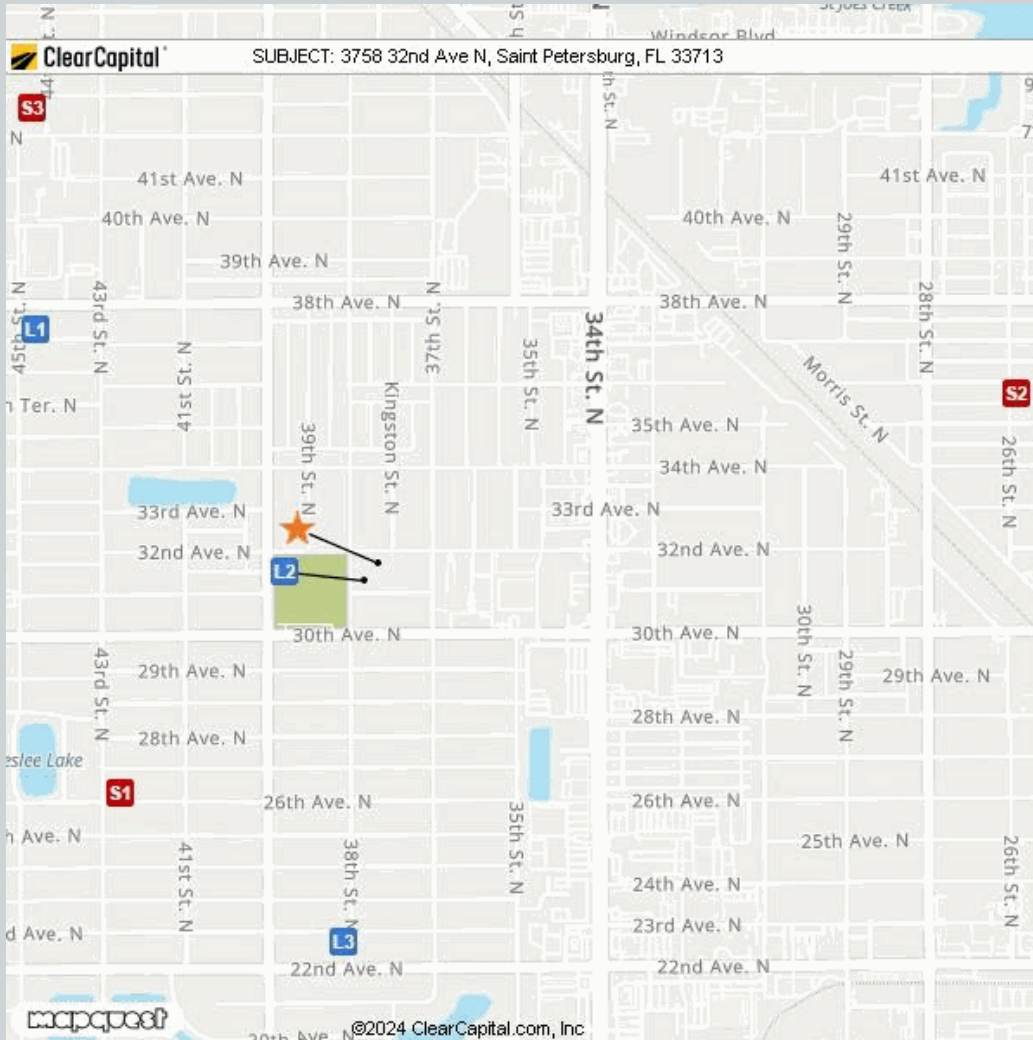 St Joes Creek
Windsor Blvd
ClearCapital
SUBJECT: 3758 32nd Ave N, Saint Petersburg, FL 33713
S3
N
41st Ave. N
41st Ave. N
40th Ave. N
40th Ave. N
29th St. N
39th Ave. N
45th St. N
43rd St. N
38th Ave. N
37th St. N
38th Ave. N
28th St. N
L1
34th St. N
41st St. N
35th St. N
Morris St. N
Kingston St. N
S2
Ter. N
39th St. N
35th Ave. N
26th St. N
34th Ave. N
33rd Ave. N
33rd Ave. N
32nd Ave. N
32nd Ave. N
L2
30th Ave. N
30th Ave. N
30th St. N
43rd St. N
29th Ave. N
29th St. N
29th Ave. N
28th Ave. N
28th Ave. N
eslee Lake
S1
26th Ave. N
26th Ave. N
h Ave. N
35th St. N
25th Ave. N
26th St. N
41st St. N
38th St. N
24th Ave. N
d Ave. N
L3
23rd Ave. N
22nd Ave. N
22nd Ave. N
mapquest
©2024 ClearCapital.com, Inc